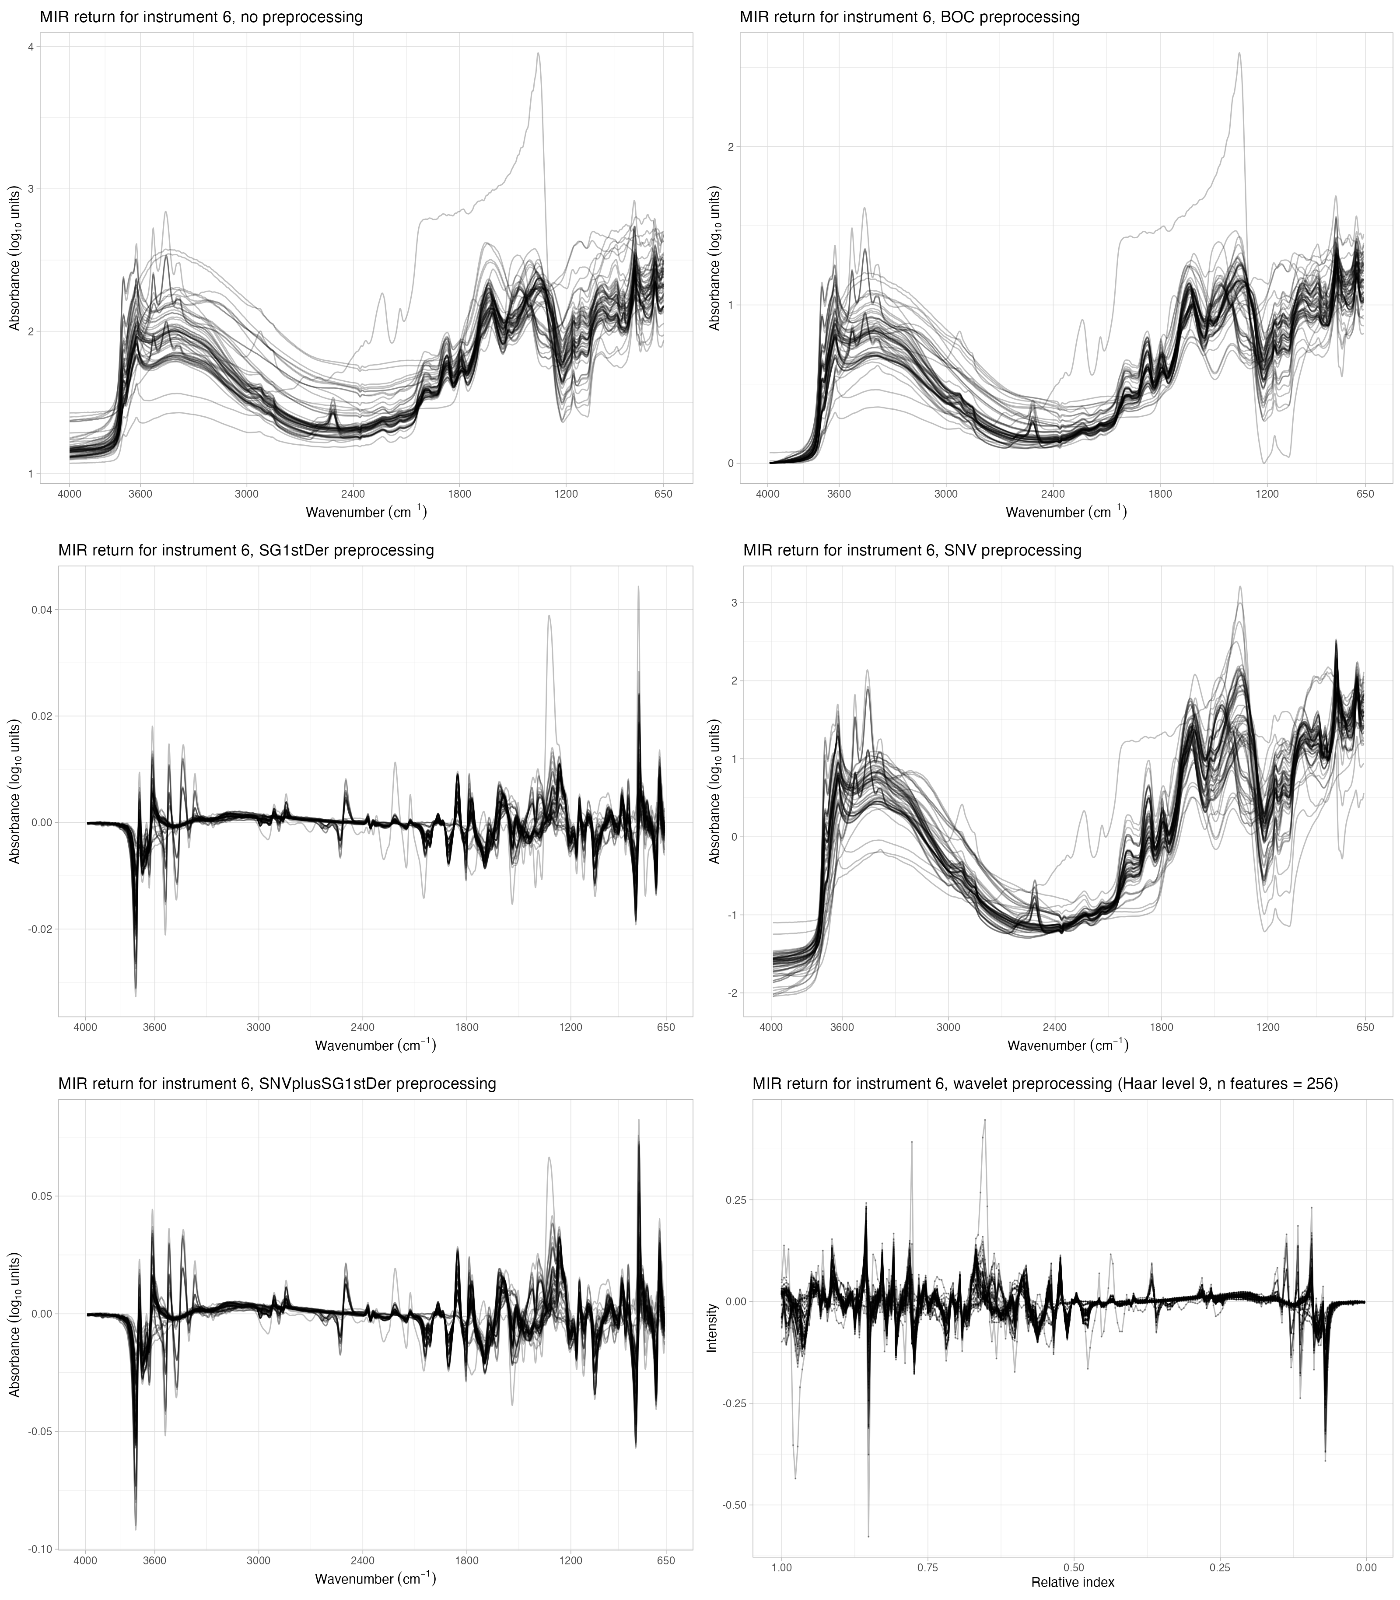 MIR return for instrument 6, no preprocessing
4
3
2
1
Absorbance (log10 units)
4000 3600 3000 2400 1800 1200 650
Wavenumber (cm 1)
MIR return for instrument 6, BOC preprocessing
2
1
0
Absorbance (log10 units)
4000 3600 3000 2400 1800 1200 650
Wavenumber (cm 1)
MIR return for instrument 6, SG1stDer preprocessing
0.04
0.02
0.00
-0.02
Absorbance (log10 units)
4000 3600 3000 2400 1800 1200 650
Wavenumber (cm−1)
MIR return for instrument 6, SNV preprocessing
3
2
1
0
-1
-2
Absorbance (log10 units)
4000 3600 3000 2400 1800 1200 650
Wavenumber (cm−1)
MIR return for instrument 6, SNVplusSG1stDer preprocessing
0.05
0.00
-0.05
-0.10
Absorbance (log10 units)
4000 3600 3000 2400 1800 1200 650
Wavenumber (cm−1)
MIR return for instrument 6, wavelet preprocessing (Haar level 9, n features = 256)
0.25
0.00
-0.25
-0.50
Intensity
1.00 0.75 0.50 0.25 0.00
Relative index